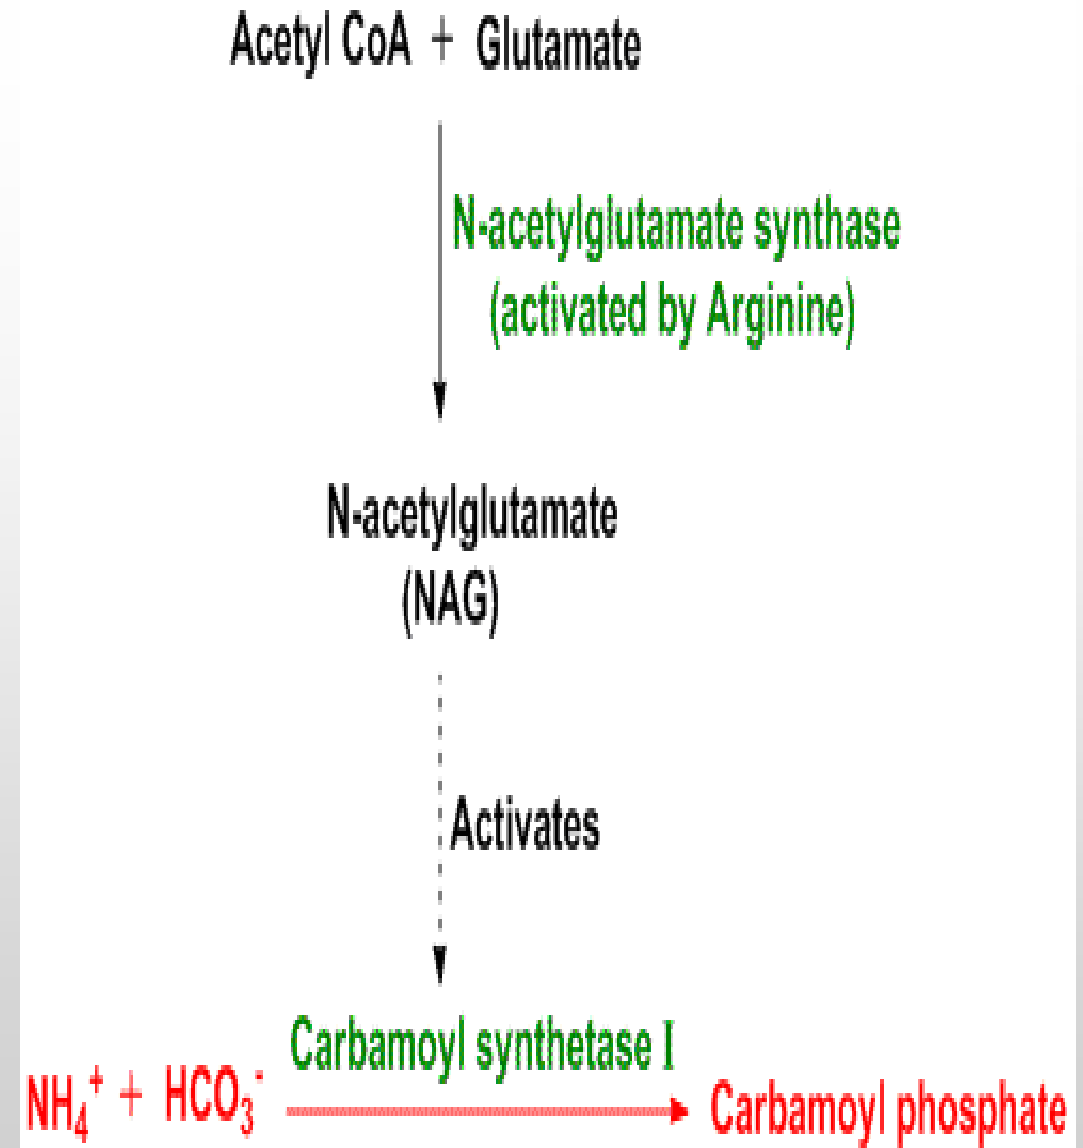 Acetyl CoA + Glutamate
N-acetylglutamate synthase
(activated by Arginine)
N-acetylglutamate
(NAG)
Activates
Carbamoyl synthetase I
NH₄⁺ + HCO₃⁻ Carbamoyl phosphate